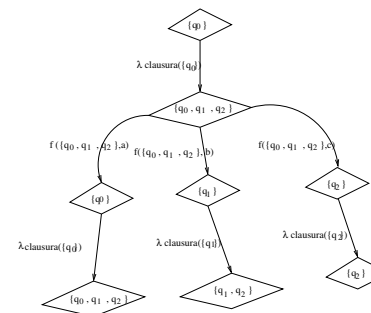 {q0}
λ clausura({q0})
{q0 , q1 , q2 }
f ({q0 , q1 , q2 },a)
f({q0 , q1 , q2 },b)
f({q0 , q1 , q2 },c)
{q0}
{q1 }
{q2 }
λ clausura({q0})
λ clausura({q1})
λ clausura({q2})
{q0 , q1 , q2 }
{q1 , q2 }
{q2 }